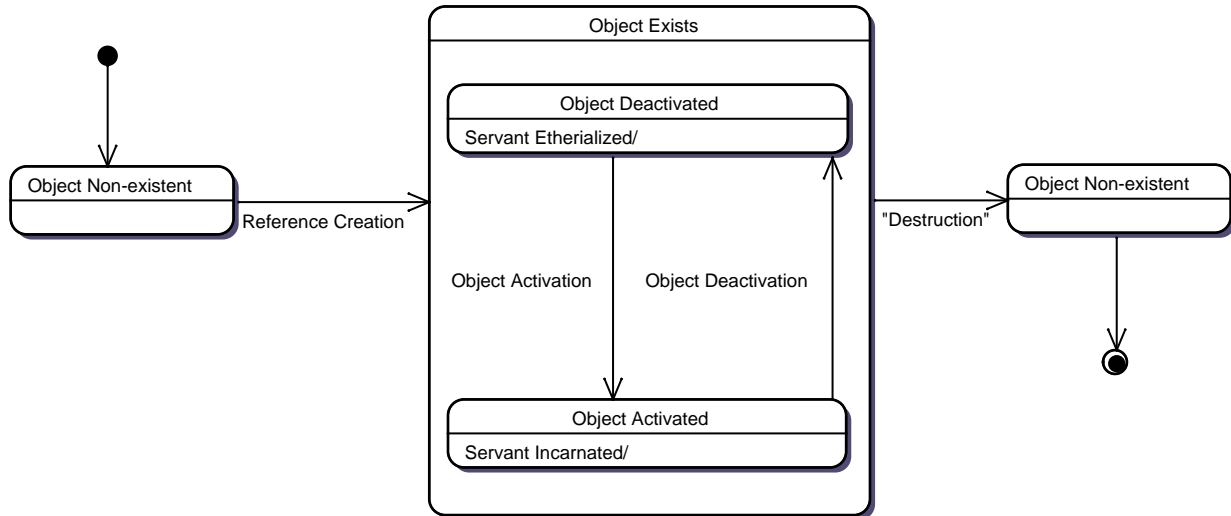 Object Exists
Object Deactivated
Servant Etherialized/
Object Non-existent
Reference Creation
Object Activation
Object Deactivation
Object Activated
Servant Incarnated/
"Destruction"
Object Non-existent